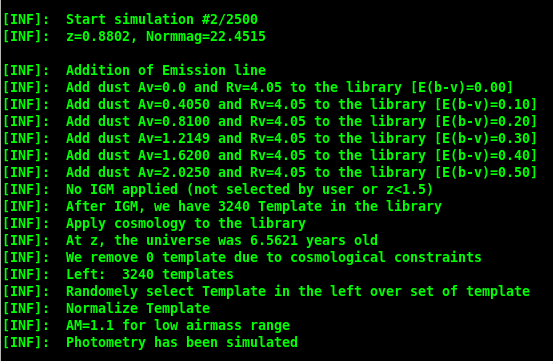 [INF]:  Start simulation #2/2500
[INF]:  z=0.8802, Normmag=22.4515
[INF]:  Addition of Emission line
[INF]:  Add dust Av=0.0 and Rv=4.05 to the library [E(b-v)=0.00]
[INF]:  Add dust Av=0.4050 and Rv=4.05 to the library [E(b-v)=0.10]
[INF]:  Add dust Av=0.8100 and Rv=4.05 to the library [E(b-v)=0.20]
[INF]:  Add dust Av=1.2149 and Rv=4.05 to the library [E(b-v)=0.30]
[INF]:  Add dust Av=1.6200 and Rv=4.05 to the library [E(b-v)=0.40]
[INF]:  Add dust Av=2.0250 and Rv=4.05 to the library [E(b-v)=0.50]
[INF]:  No IGM applied (not selected by user or z<1.5)
[INF]:  After IGM, we have 3240 Template in the library
[INF]:  Apply cosmology to the library
[INF]:  At z, the universe was 6.5621 years old
[INF]:  We remove 0 template due to cosmological constraints
[INF]:  Left:  3240 templates
[INF]:  Randomely select Template in the left over set of template
[INF]:  Normalize Template
[INF]:  AM=1.1 for low airmass range
[INF]:  Photometry has been simulated